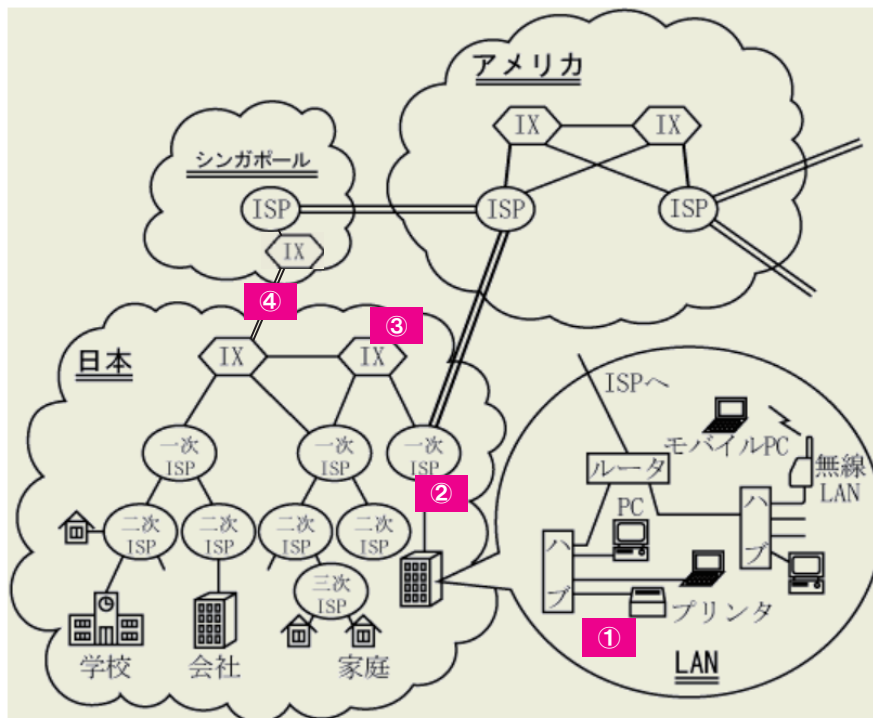 アメリカ
IX
IX
シンガポール
ISP
ISP
ISP
IX
④
③
日本
IX
IX
ISPへ
モバイルPC
無線
LAN
ルータ
一次
ISP
一次
ISP
一次
ISP
②
PC
ハブ
ハブ
二次
ISP
二次
ISP
二次
ISP
二次
ISP
三次
ISP
プリンタ
①
学校
会社
家庭
LAN